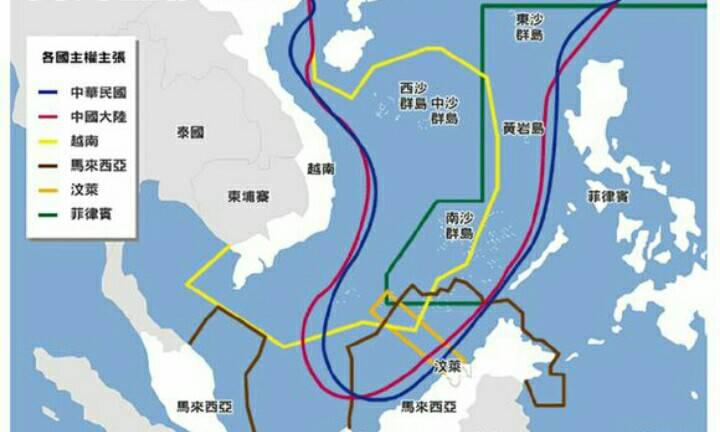 各國主權主張
中華民國
中國大陸
越南
馬來西亞
汶萊
菲律賓
東沙
群島
西沙
群島
中沙
群島
黃岩島
泰國
越南
柬埔寨
南沙
群島
菲律賓
汶萊
馬來西亞
馬來西亞